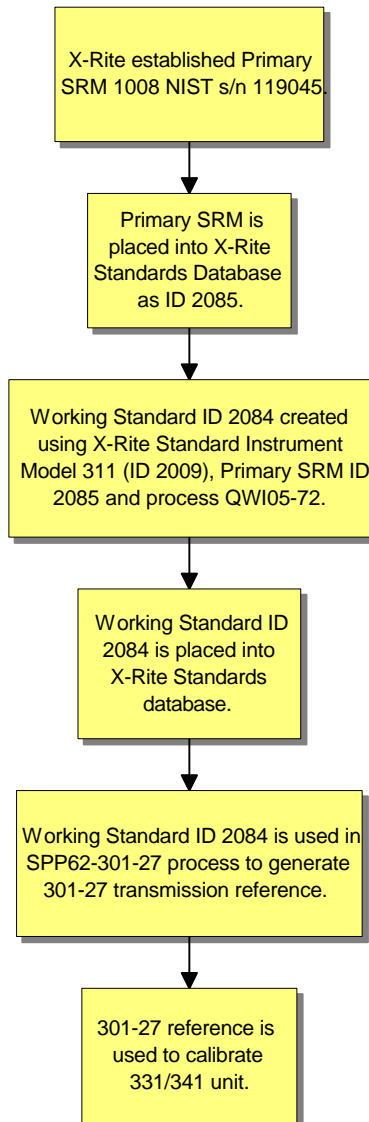 X-Rite established Primary
SRM 1008 NIST s/n 119045.
Primary SRM is
placed into X-Rite
Standards Database
as ID 2085.
Working Standard ID 2084 created
using X-Rite Standard Instrument
Model 311 (ID 2009), Primary SRM ID
2085 and process QWI05-72.
Working Standard ID
2084 is placed into
X-Rite Standards
database.
Working Standard ID 2084 is used in
SPP62-301-27 process to generate
301-27 transmission reference.
301-27 reference is
used to calibrate
331/341 unit.